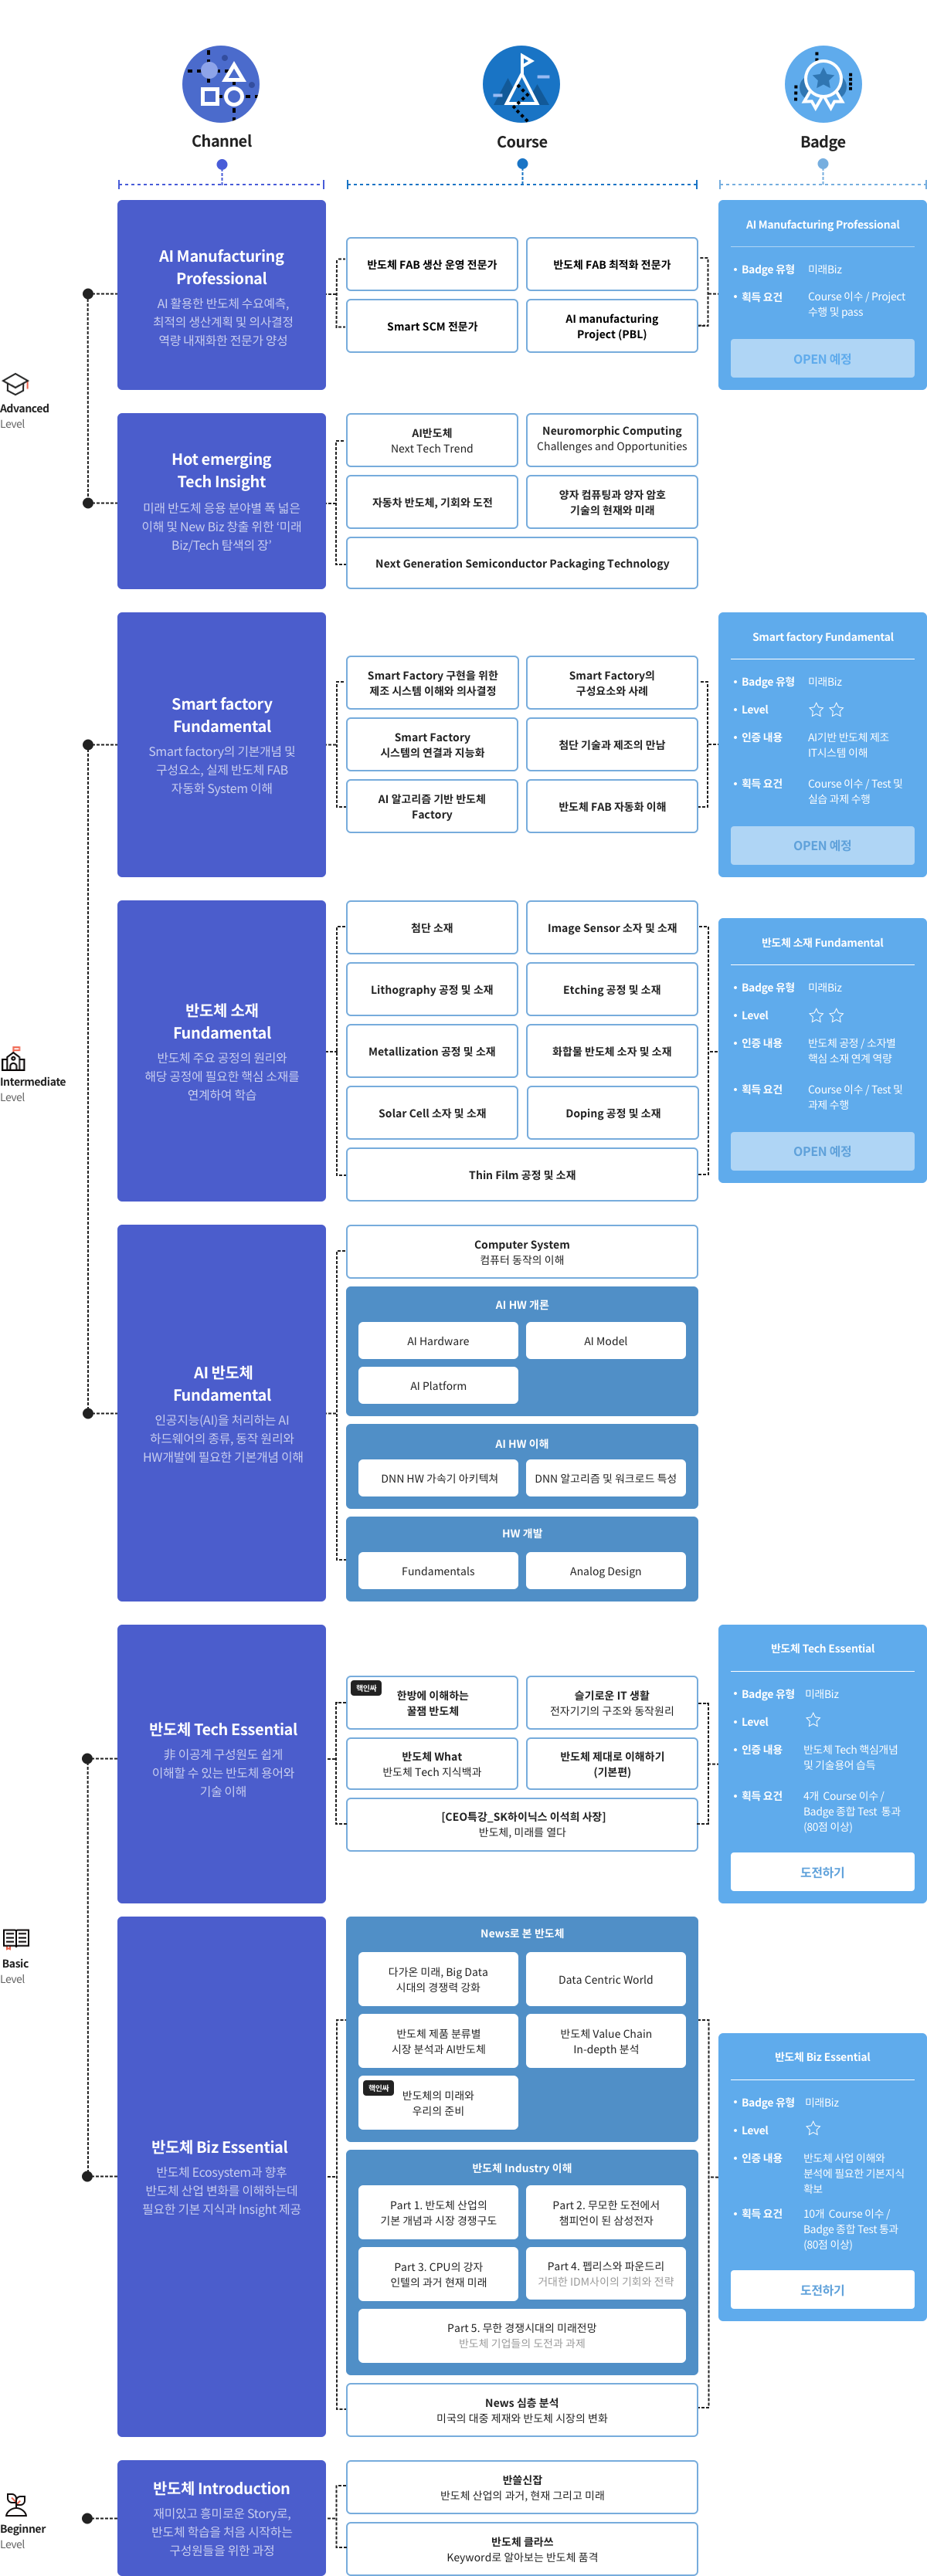 Channel
Course
Badge
Advanced
Level
AI Manufacturing
Professional
AI 활용한 반도체 수요예측,
최적의 생산계획 및 의사결정
역량 내재화한 전문가 양성
반도체 FAB 생산 운영 전문가
반도체 FAB 최적화 전문가
Smart SCM 전문가
AI manufacturing
Project (PBL)
AI Manufacturing Professional
• Badge 유형 미래Biz
• 획득 요건 Course 이수 / Project
수행 및 pass
OPEN 예정
Hot emerging
Tech Insight
미래 반도체 응용 분야별 폭 넓은
이해 및 New Biz 창출 위한 ‘미래
Biz/Tech 탐색의 장’
AI반도체
Next Tech Trend
Neuromorphic Computing
Challenges and Opportunities
자동차 반도체, 기회와 도전
양자 컴퓨팅과 양자 암호
기술의 현재와 미래
Next Generation Semiconductor Packaging Technology
Intermediate
Level
Smart factory
Fundamental
Smart factory의 기본개념 및
구성요소, 실제 반도체 FAB
자동화 System 이해
Smart Factory 구현을 위한
제조 시스템 이해와 의사결정
Smart Factory의
구성요소와 사례
Smart Factory
시스템의 연결과 지능화
첨단 기술과 제조의 만남
AI 알고리즘 기반 반도체
Factory
반도체 FAB 자동화 이해
Smart factory Fundamental
• Badge 유형 미래Biz
• Level
• 인증 내용 AI기반 반도체 제조
IT시스템 이해
• 획득 요건 Course 이수 / Test 및
실습 과제 수행
OPEN 예정
반도체 소재
Fundamental
반도체 주요 공정의 원리와
해당 공정에 필요한 핵심 소재를
연계하여 학습
첨단 소재
Image Sensor 소자 및 소재
Lithography 공정 및 소재
Etching 공정 및 소재
Metallization 공정 및 소재
화합물 반도체 소자 및 소재
Solar Cell 소자 및 소재
Doping 공정 및 소재
Thin Film 공정 및 소재
반도체 소재 Fundamental
• Badge 유형 미래Biz
• Level
• 인증 내용 반도체 공정 / 소자별
핵심 소재 연계 역량
• 획득 요건 Course 이수 / Test 및
과제 수행
OPEN 예정
AI 반도체
Fundamental
인공지능(AI)을 처리하는 AI
하드웨어의 종류, 동작 원리와
HW개발에 필요한 기본개념 이해
Computer System
컴퓨터 동작의 이해
AI HW 개론
AI Hardware
AI Model
AI Platform
AI HW 이해
DNN HW 가속기 아키텍쳐
DNN 알고리즘 및 워크로드 특성
HW 개발
Fundamentals
Analog Design
Basic
Level
반도체 Tech Essential
非 이공계 구성원도 쉽게
이해할 수 있는 반도체 용어와
기술 이해
핵인싸
한방에 이해하는
꿀잼 반도체
슬기로운 IT 생활
전자기기의 구조와 동작원리
반도체 What
반도체 Tech 지식백과
반도체 제대로 이해하기
(기본편)
[CEO특강_SK하이닉스 이석희 사장]
반도체, 미래를 열다
반도체 Tech Essential
• Badge 유형 미래Biz
• Level
• 인증 내용 반도체 Tech 핵심개념
및 기술용어 습득
• 획득 요건 4개 Course 이수 /
Badge 종합 Test 통과
(80점 이상)
도전하기
반도체 Biz Essential
반도체 Ecosystem과 향후
반도체 산업 변화를 이해하는데
필요한 기본 지식과 Insight 제공
News로 본 반도체
다가온 미래, Big Data
시대의 경쟁력 강화
Data Centric World
반도체 제품 분류별
시장 분석과 AI반도체
반도체 Value Chain
In-depth 분석
핵인싸
반도체의 미래와
우리의 준비
반도체 Industry 이해
Part 1. 반도체 산업의
기본 개념과 시장 경쟁구도
Part 2. 무모한 도전에서
챔피언이 된 삼성전자
Part 3. CPU의 강자
인텔의 과거 현재 미래
Part 4. 펩리스와 파운드리
거대한 IDM사이의 기회와 전략
Part 5. 무한 경쟁시대의 미래전망
반도체 기업들의 도전과 과제
News 심층 분석
미국의 대중 제재와 반도체 시장의 변화
반도체 Biz Essential
• Badge 유형 미래Biz
• Level
• 인증 내용 반도체 사업 이해와
분석에 필요한 기본지식
확보
• 획득 요건 10개 Course 이수 /
Badge 종합 Test 통과
(80점 이상)
도전하기
Beginner
Level
반도체 Introduction
재미있고 흥미로운 Story로,
반도체 학습을 처음 시작하는
구성원들을 위한 과정
반쓸신잡
반도체 산업의 과거, 현재 그리고 미래
반도체 클라쓰
Keyword로 알아보는 반도체 품격